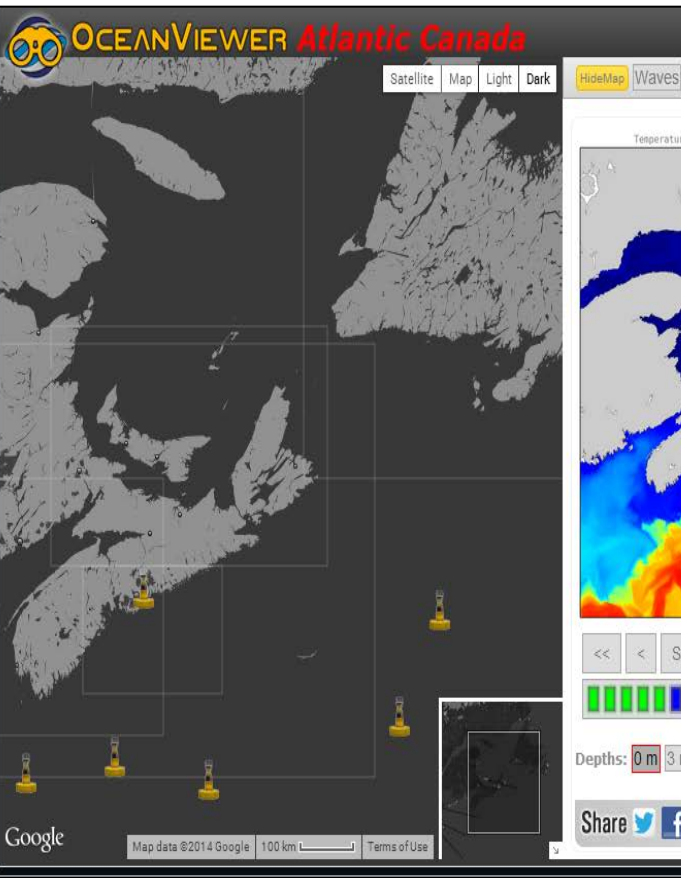 OCEANVIEWER Atlantic Canada
Satellite Map Light Dark
HideMap Waves
Temperatur
<< < S
Depths: 0 m 3 m
Share
Google
Map data ©2014 Google 100 km Terms of Use